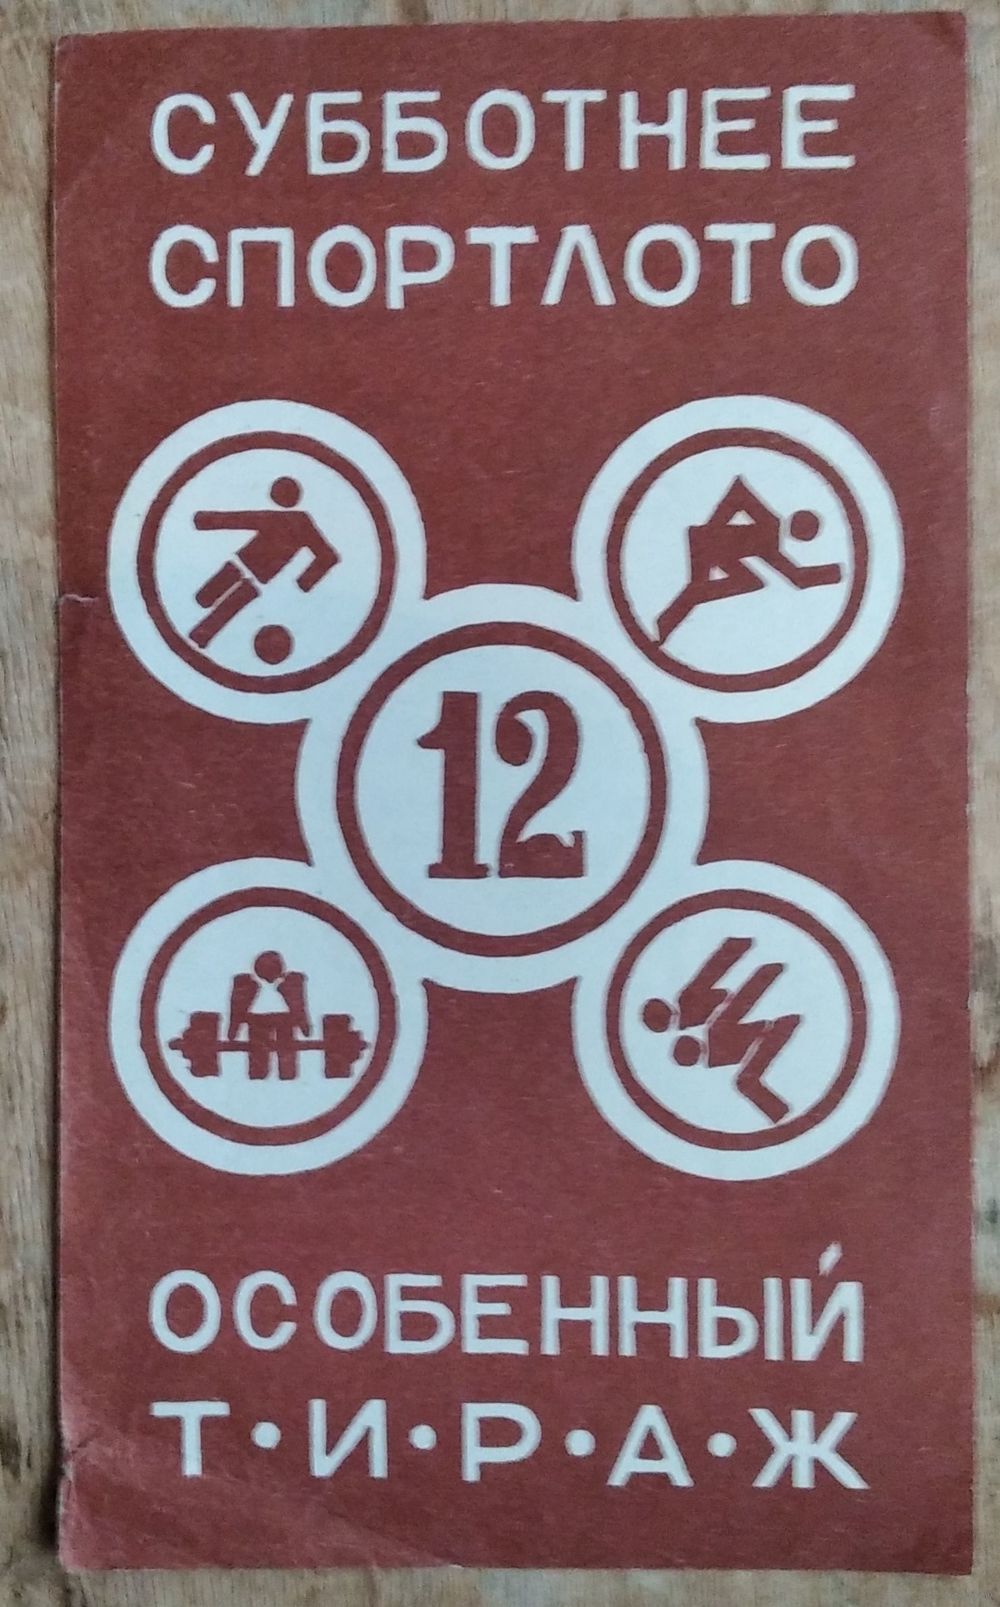 СУББОТНЕЕ
СПОРТЛОТО
12
ОСОБЕННЫЙ
Т•И•Р•А•Ж